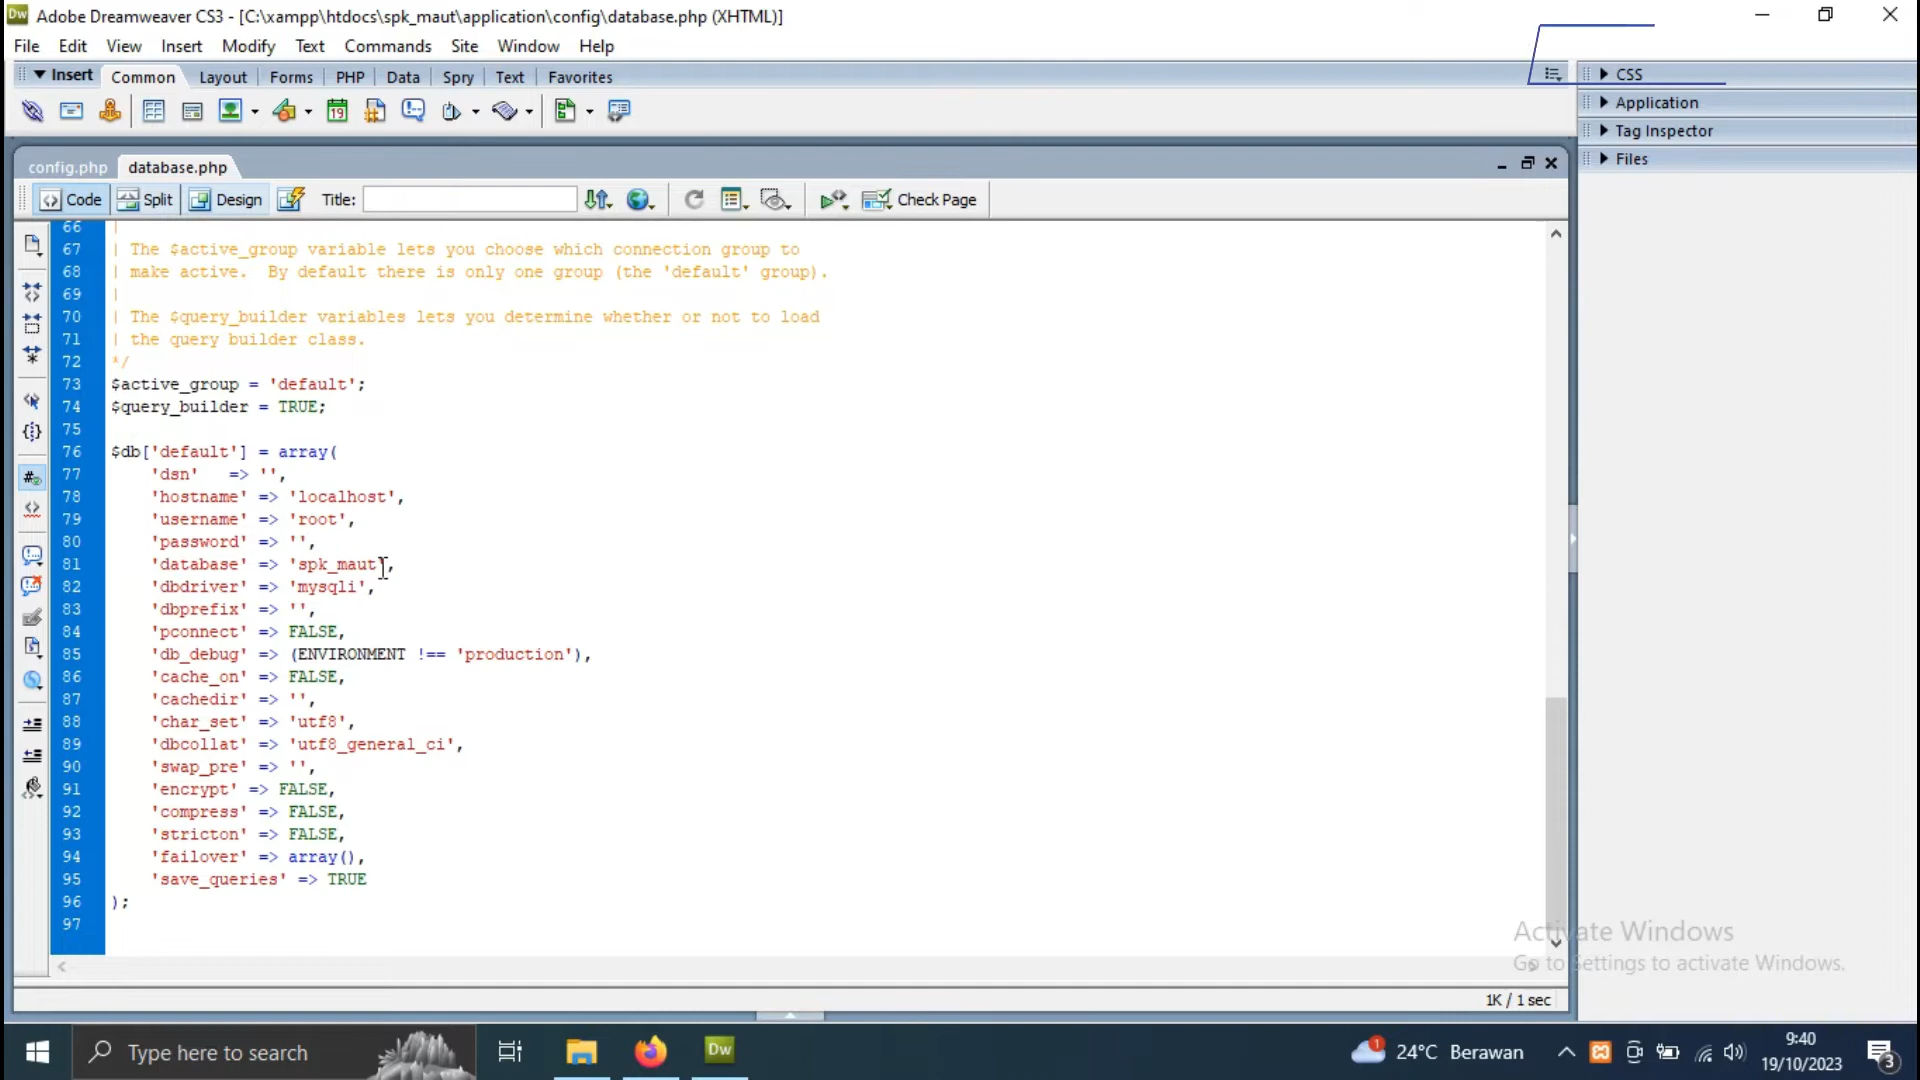 Dw Adobe Dreamweaver CS3 - [C:\xampp\htdocs\spk_maut\application\config\database.php (XHTML)]
File Edit View Insert Modify Text Commands Site Window Help
Insert Common Layout Forms PHP Data Spry Text Favorites
CSS
Application
Tag Inspector
Files
19
config.php database.php
Code Split Design Title: Check Page
66 |
67 | The $active_group variable lets you choose which connection group to
68 | make active.  By default there is only one group (the 'default' group).
69 |
70 | The $query_builder variables lets you determine whether or not to load
71 | the query builder class.
72 */
73 $active_group = 'default';
74 $query_builder = TRUE;
75
76 $db['default'] = array(
77 'dsn'   => '',
78 'hostname' => 'localhost',
79 'username' => 'root',
80 'password' => '',
81 'database' => 'spk_maut',
82 'dbdriver' => 'mysqli',
83 'dbprefix' => '',
84 'pconnect' => FALSE,
85 'db_debug' => (ENVIRONMENT !== 'production'),
86 'cache_on' => FALSE,
87 'cachedir' => '',
88 'char_set' => 'utf8',
89 'dbcollat' => 'utf8_general_ci',
90 'swap_pre' => '',
91 'encrypt' => FALSE,
92 'compress' => FALSE,
93 'stricton' => FALSE,
94 'failover' => array(),
95 'save_queries' => TRUE
96 );
97
Activate Windows
Go to Settings to activate Windows.
1K / 1 sec
Type here to search
Dw
1
24°C Berawan
9:40
19/10/2023
3